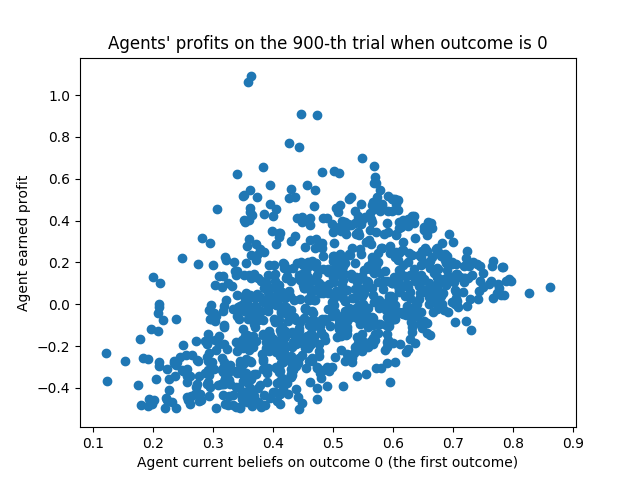 Agents' profits on the 900-th trial when outcome is 0
1.0
0.8
0.6
0.4
0.2
0.0
−0.2
−0.4
Agent earned profit
0.1 0.2 0.3 0.4 0.5 0.6 0.7 0.8 0.9
Agent current beliefs on outcome 0 (the first outcome)